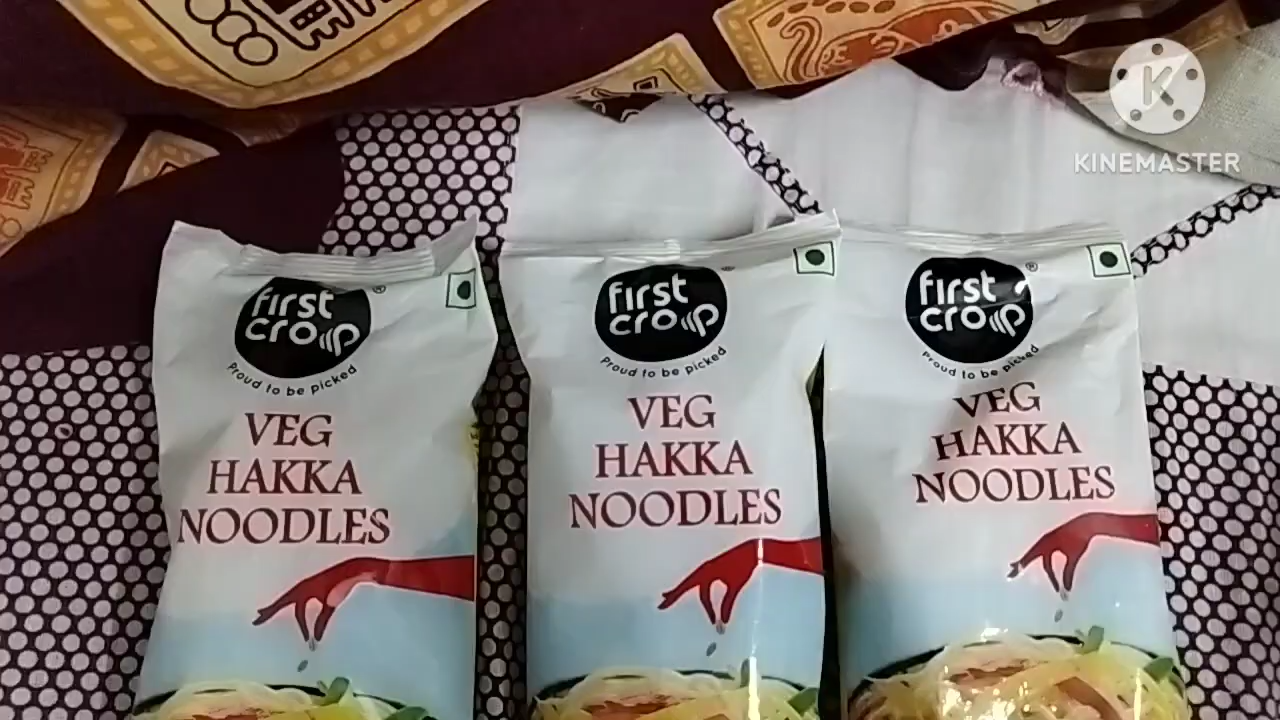 KINEMASTER
first
crop
Proud to be picked
VEG
HAKKA
NOODLES
first
crop
Proud to be picked
VEG
HAKKA
NOODLES
first
crop
Proud to be picked
VEG
HAKKA
NOODLES